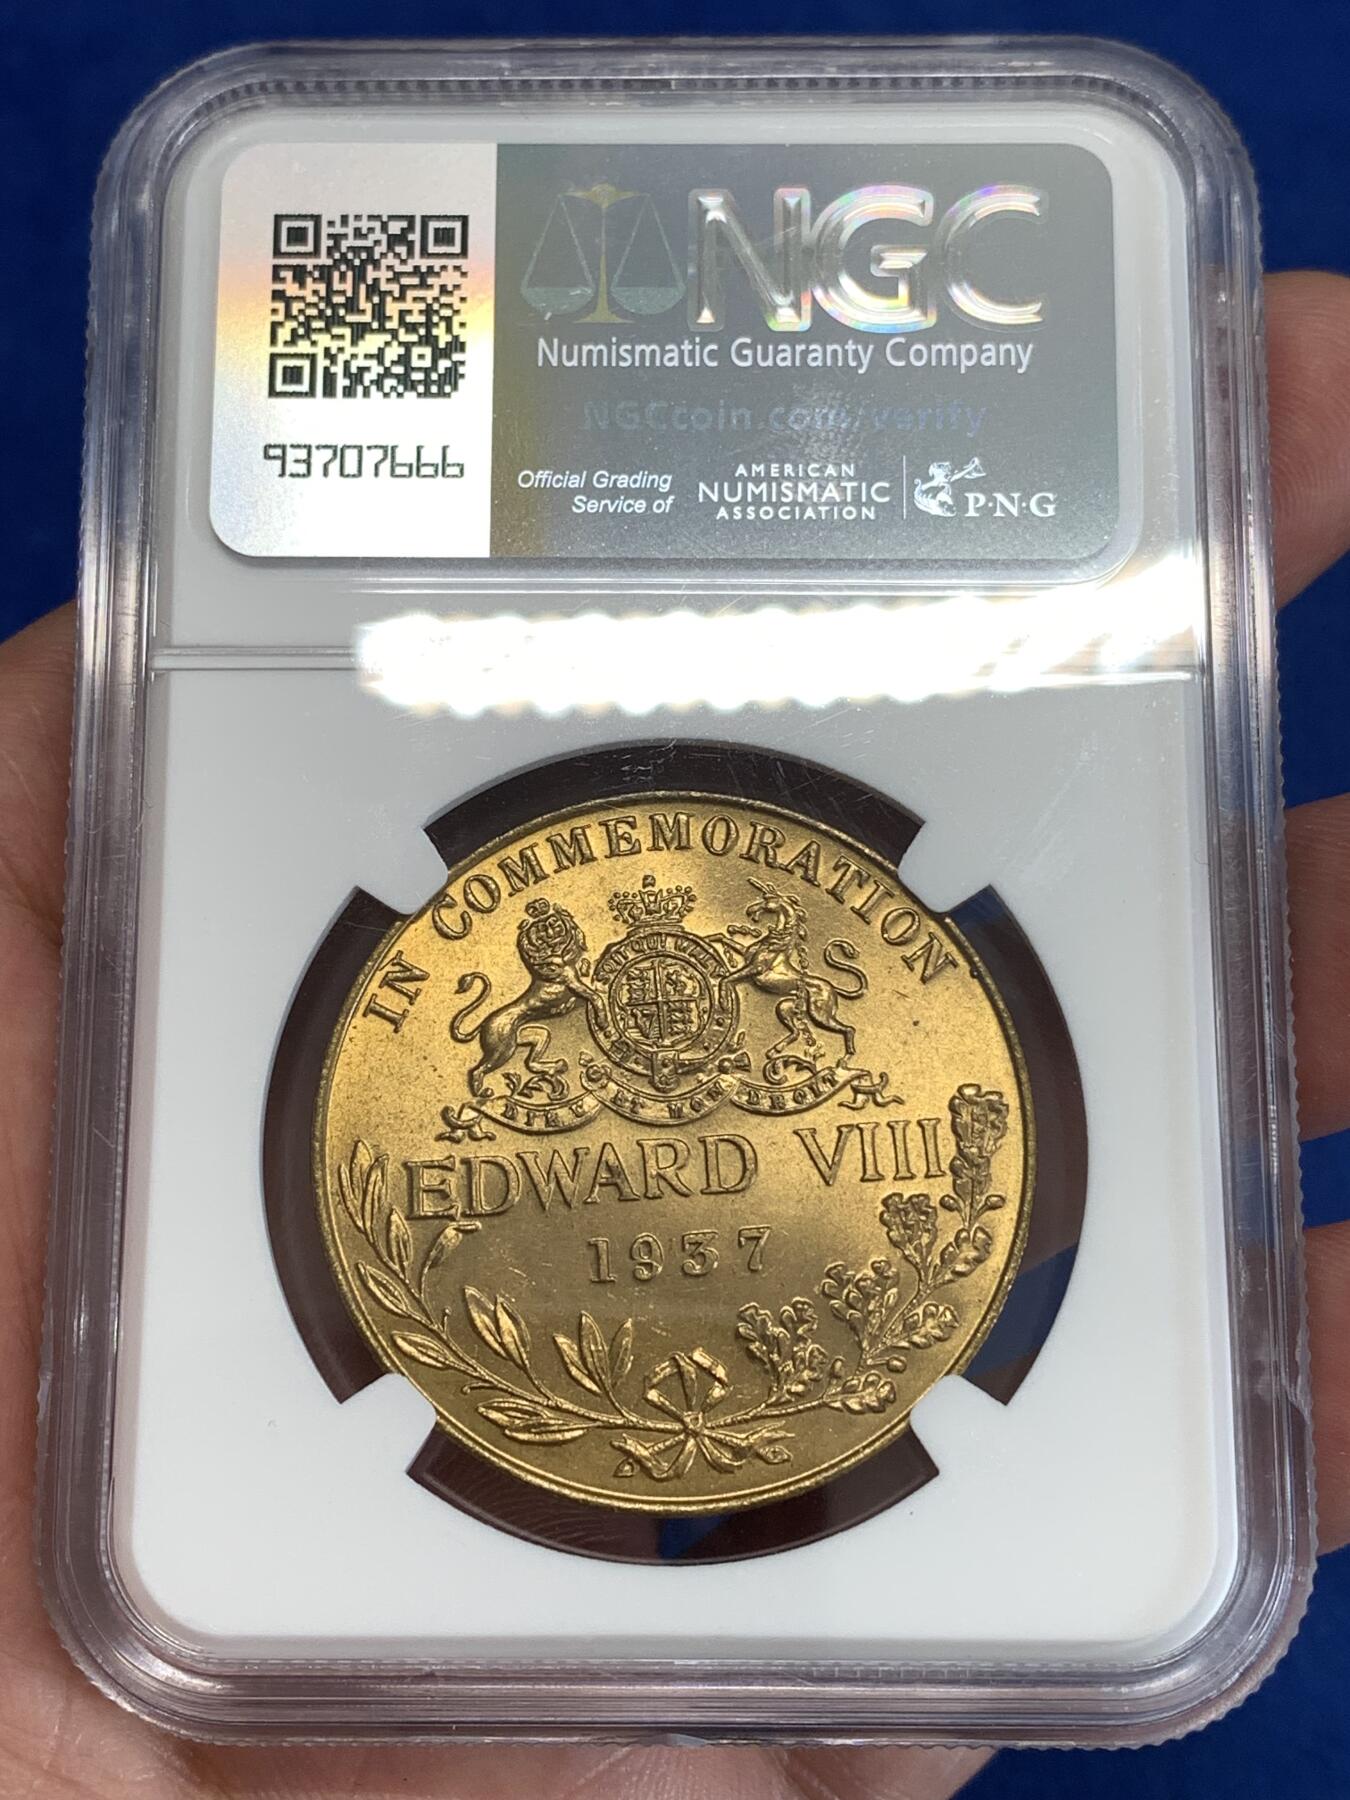 NGC
Numismatic Guaranty Company
NGCcoin.com/verify
93707666
Official Grading
Service of
AMERICAN
NUMISMATIC
ASSOCIATION
P·N·G
IN COMMEMORATION
DIEU ET MON DROIT
EDWARD VIII
1937